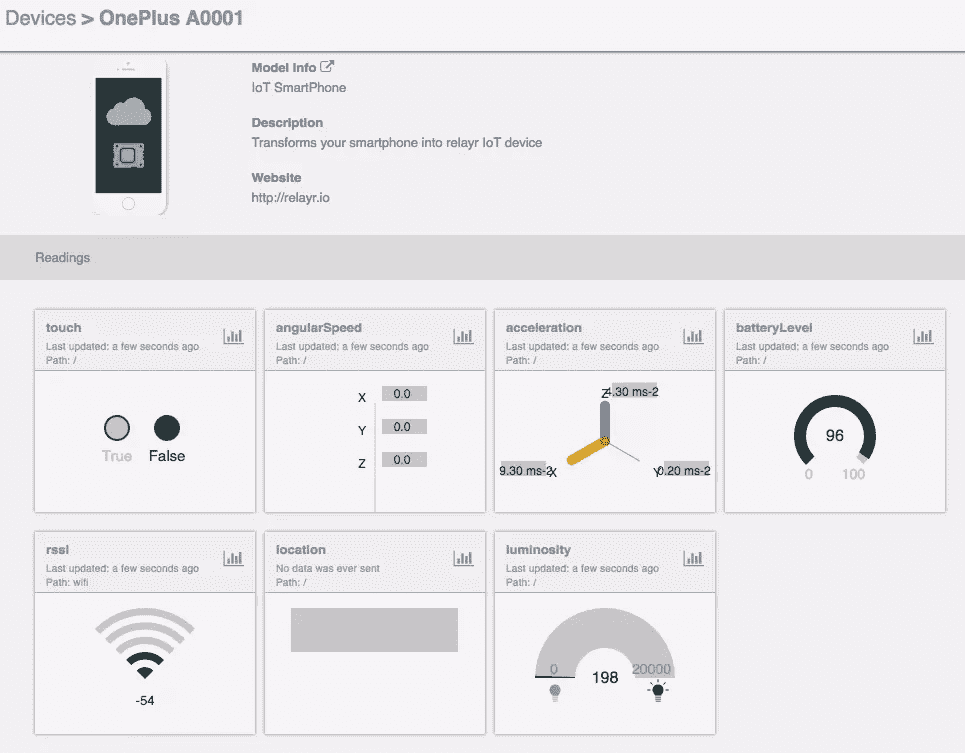 Devices > OnePlus A0001
Model Info
IoT SmartPhone
Description
Transforms your smartphone into relayr IoT device
Website
http://relayr.io
Readings
touch
Last updated: a few seconds ago
Path: /
True
False
angularSpeed
Last updated: a few seconds ago
Path: /
X 0.0
Y 0.0
Z 0.0
acceleration
Last updated: a few seconds ago
Path: /
Z 4.30 ms-2
9.30 ms-2 X
Y 0.20 ms-2
batteryLevel
Last updated: a few seconds ago
Path: /
96
0 100
rssi
Last updated: a few seconds ago
Path: wifi
-54
location
No data was ever sent
Path: /
luminosity
Last updated: a few seconds ago
Path: /
0 20000
198